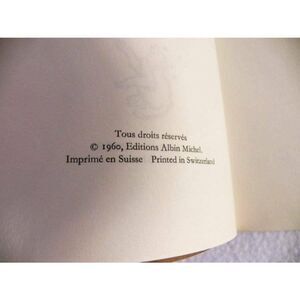 Tous droits réservés
© 1960, Editions Albin Michel.
Imprimé en Suisse Printed in Switzerland